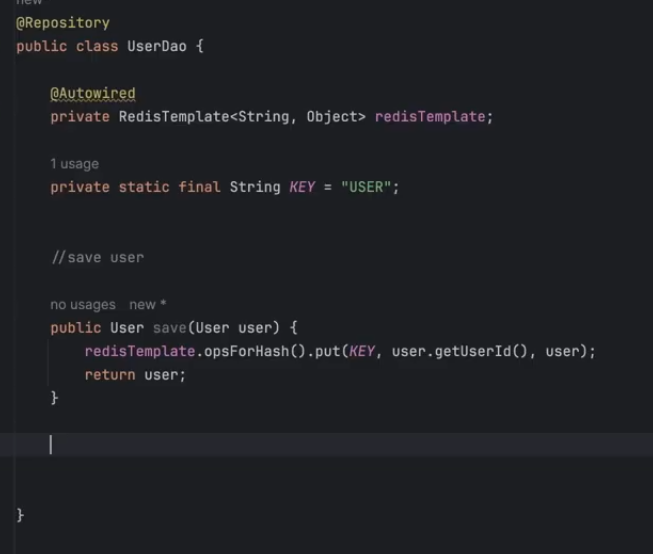 new
@Repository
public class UserDao {
@Autowired
private RedisTemplate<String, Object> redisTemplate;
1 usage
private static final String KEY = "USER";
//save user
no usages new *
public User save(User user) {
redisTemplate.opsForHash().put(KEY, user.getUserId(), user);
return user;
}
}